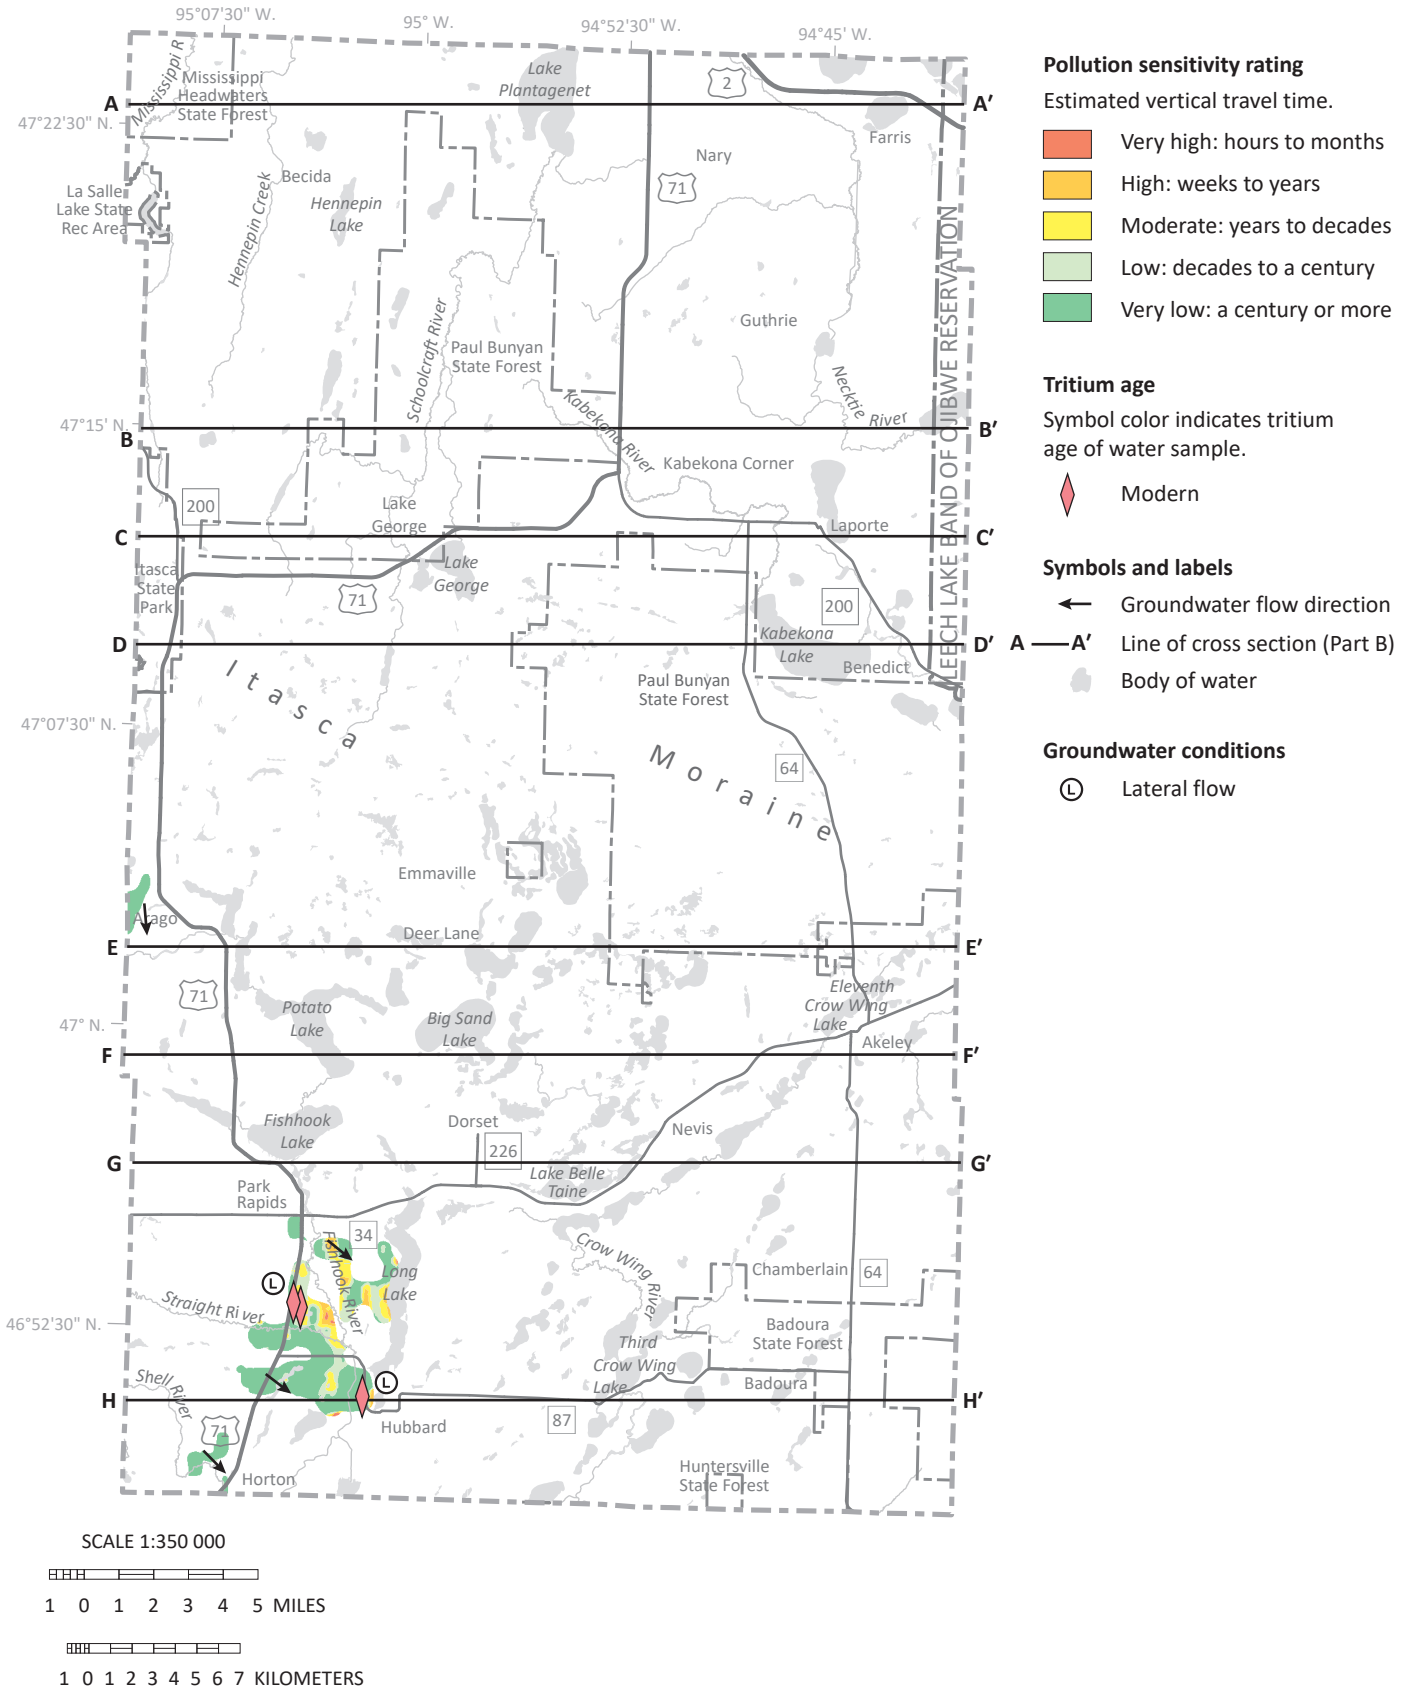 95°07'30" W.
95° W.
94°52'30" W.
94°45' W.
Mississippi R
Mississippi
Headwaters
State Forest
Lake
Plantagenet
2
A
A′
47°22'30" N.
Farris
Nary
71
Becida
Hennepin
Lake
La Salle
Lake State
Rec Area
Hennepin Creek
Schoolcraft River
Guthrie
Paul Bunyan
State Forest
Necktie River
Kabekona River
LEECH LAKE BAND OF OJIBWE RESERVATION
47°15' N.
B
B′
Kabekona Corner
200
Lake
George
Laporte
C
C′
Itasca
State
Park
Lake
George
71
200
Kabekona
Lake
Benedict
D
D′
Itasca
Paul Bunyan
State Forest
47°07'30" N.
Moraine
64
Emmaville
Arago
Deer Lane
E
E′
71
Potato
Lake
Big Sand
Lake
Eleventh
Crow Wing
Lake
47° N.
Akeley
F
F′
Fishhook
Lake
Dorset
226
Nevis
G
G′
Lake Belle
Taine
Park
Rapids
34
Fishhook River
Long
Lake
L
Crow Wing River
Chamberlain
64
Straight River
46°52'30" N.
Badoura
State Forest
Third
Crow Wing
Lake
Shell River
L
Badoura
H
H′
71
Hubbard
87
Horton
Huntersville
State Forest
SCALE 1:350 000
1 0 1 2 3 4 5 MILES
1 0 1 2 3 4 5 6 7 KILOMETERS
Pollution sensitivity rating
Estimated vertical travel time.
Very high: hours to months
High: weeks to years
Moderate: years to decades
Low: decades to a century
Very low: a century or more
Tritium age
Symbol color indicates tritium
age of water sample.
Modern
Symbols and labels
Groundwater flow direction
A A′ Line of cross section (Part B)
Body of water
Groundwater conditions
L Lateral flow